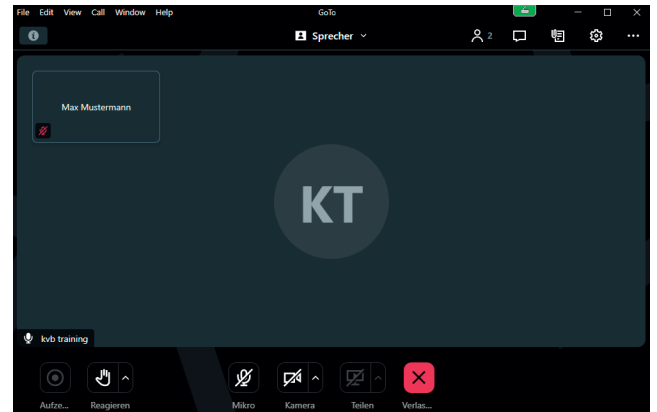 File Edit View Call Window Help GoTo
Sprecher 2
Max Mustermann
KT
kvb training
Aufze... Reagieren Mikro Kamera Teilen Verlas...